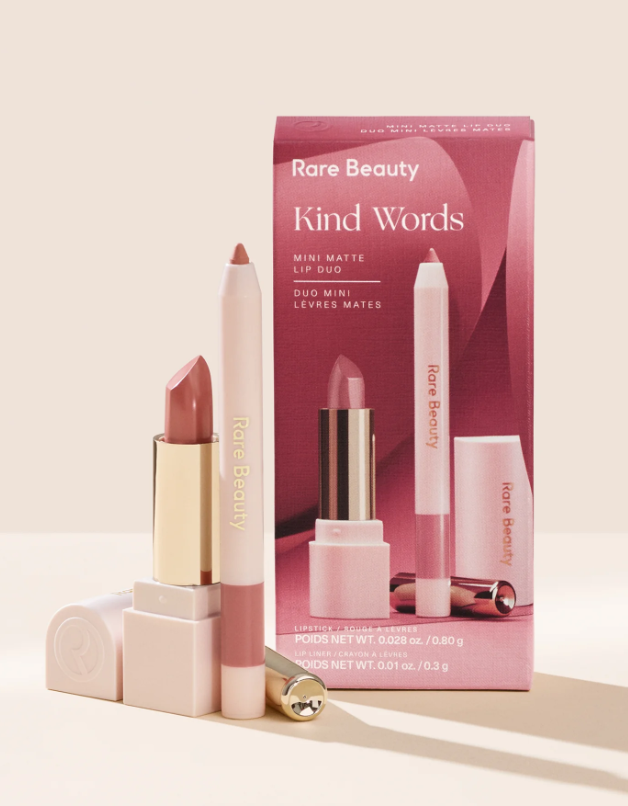 MINI MATTE LIP DUO
DUO MINI LÈVRES MATES
Rare Beauty
Kind Words
MINI MATTE
LIP DUO
DUO MINI
LÈVRES MATES
Rare Beauty
Rare Beauty
Rare Beauty
LIPSTICK / ROUGE À LÈVRES
POIDS NET WT. 0.028 oz. / 0.80 g
LIP LINER / CRAYON À LÈVRES
POIDS NET WT. 0.01 oz. / 0.3 g